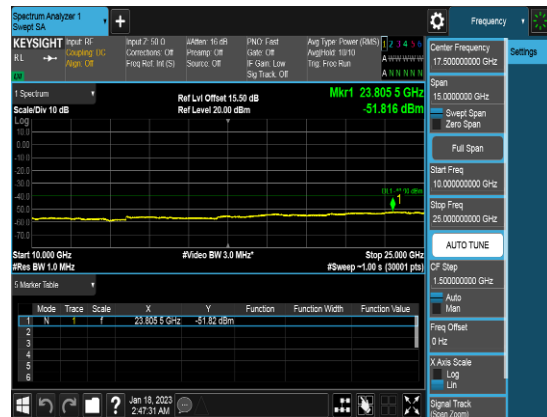 Spectrum Analyzer 1
Swept SA
+
Frequency
KEYSIGHT
RL
Input: RF
Coupling: DC
Align: Off
Input Z: 50 Ω
Corrections: Off
Freq Ref: Int (S)
#Atten: 16 dB
Preamp: Off
Source: Off
PNO: Fast
Gate: Off
IF Gain: Low
Sig Track: Off
Avg Type: Power (RMS)
Avg|Hold: 10/10
Trig: Free Run
1 2 3 4 5 6
A W W W W W
A N N N N N
LNI
1 Spectrum
Scale/Div 10 dB
Log
Ref Lvl Offset 15.50 dB
Ref Level 20.00 dBm
Mkr1 23.805 5 GHz
-51.816 dBm
10.0
0.00
-10.0
-20.0
-30.0
-40.0
-50.0
-60.0
-70.0
1
Start 10.000 GHz
#Res BW 1.0 MHz
#Video BW 3.0 MHz*
Stop 25.000 GHz
#Sweep ~1.00 s (30001 pts)
5 Marker Table
Mode Trace Scale X Y Function Function Width Function Value
1 N 1 f 23.805 5 GHz -51.82 dBm
2
3
4
5
6
Jan 18, 2023
2:47:31 AM
Center Frequency
17.500000000 GHz
Settings
Span
15.0000000 GHz
Swept Span
Zero Span
Full Span
Start Freq
10.000000000 GHz
Stop Freq
25.000000000 GHz
AUTO TUNE
CF Step
1.500000000 GHz
Auto
Man
Freq Offset
0 Hz
X Axis Scale
Log
Lin
Signal Track
(Span Zoom)